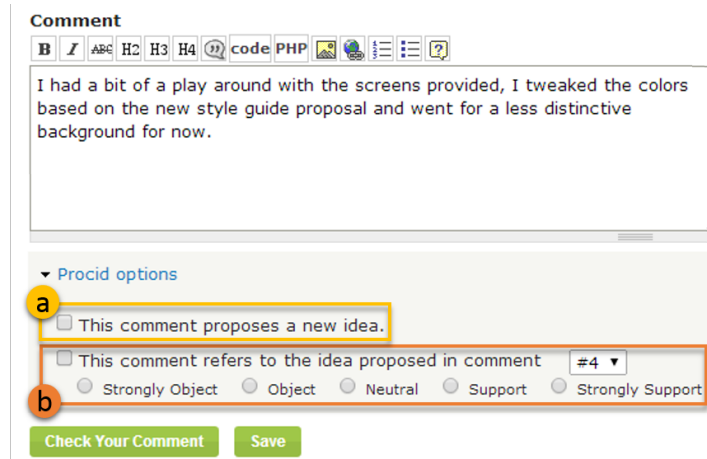 Comment
B I ABC H2 H3 H4 code PHP ?
I had a bit of a play around with the screens provided, I tweaked the colors
based on the new style guide proposal and went for a less distinctive
background for now.
Procid options
a
This comment proposes a new idea.
This comment refers to the idea proposed in comment #4
b
Strongly Object Object Neutral Support Strongly Support
Check Your Comment Save